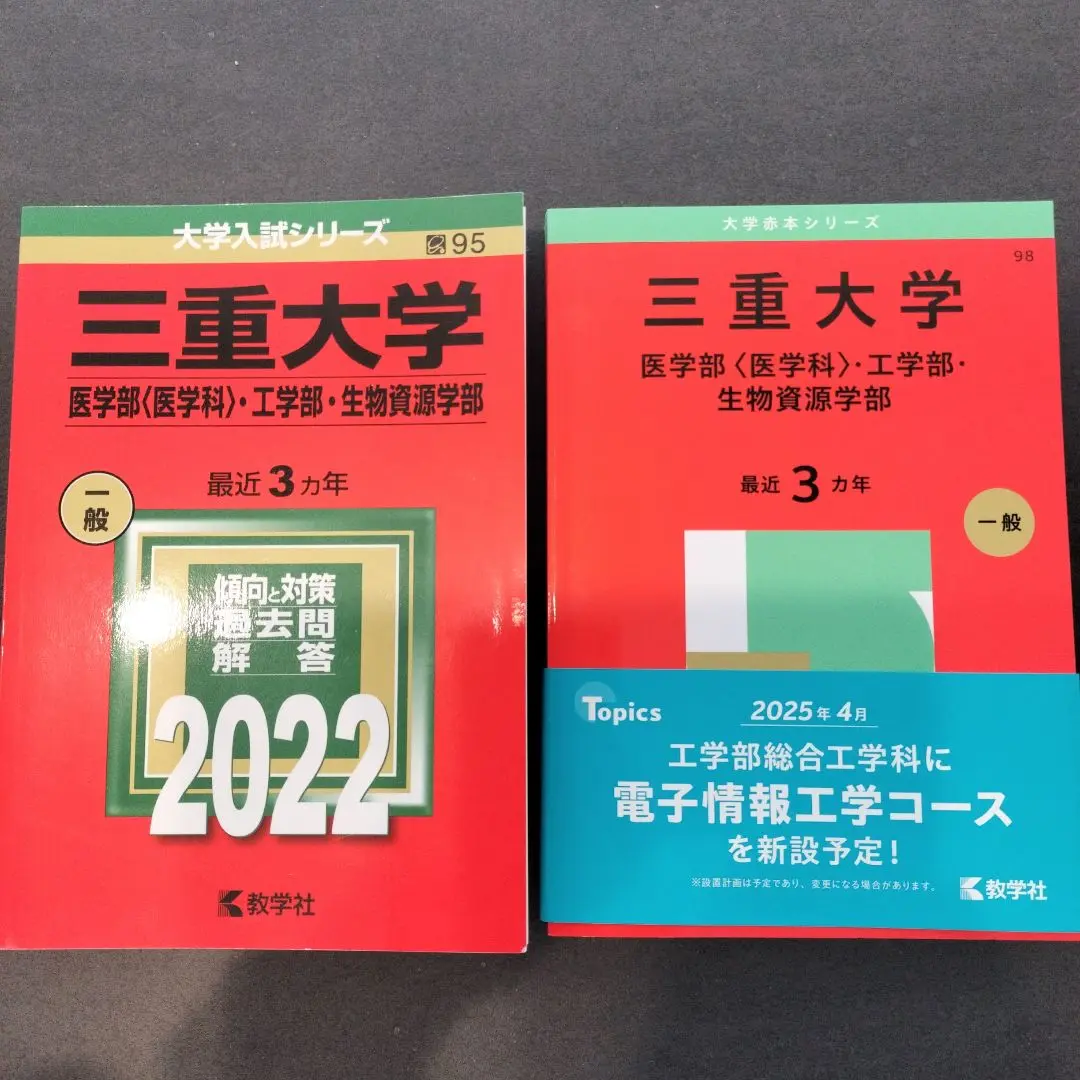 大学入試シリーズ
95
三重大学
医学部〈医学科〉・工学部・生物資源学部
最近3カ年
一般
傾向と対策
過去問
解答
2022
教学社
大学赤本シリーズ
98
三重大学
医学部〈医学科〉・工学部・
生物資源学部
最近3カ年
一般
Topics
2025年4月
工学部総合工学科に
電子情報工学コース
を新設予定!
※設置計画は予定であり、変更になる場合があります。
教学社